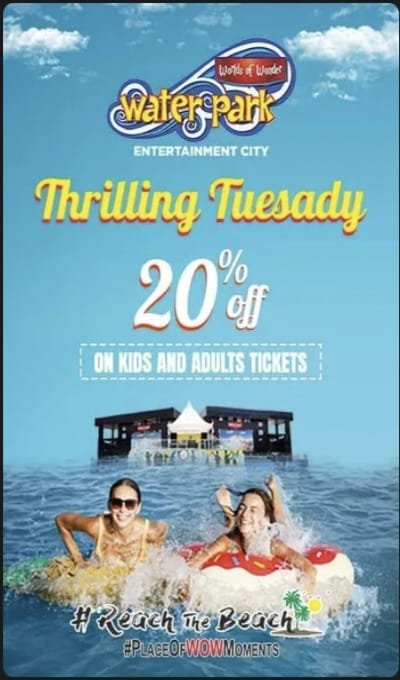 Worlds of Wonder
water park
ENTERTAINMENT CITY
Thrilling Tuesady
20% off
ON KIDS AND ADULTS TICKETS
# Reach The Beach
#PLACEOFWOWMOMENTS